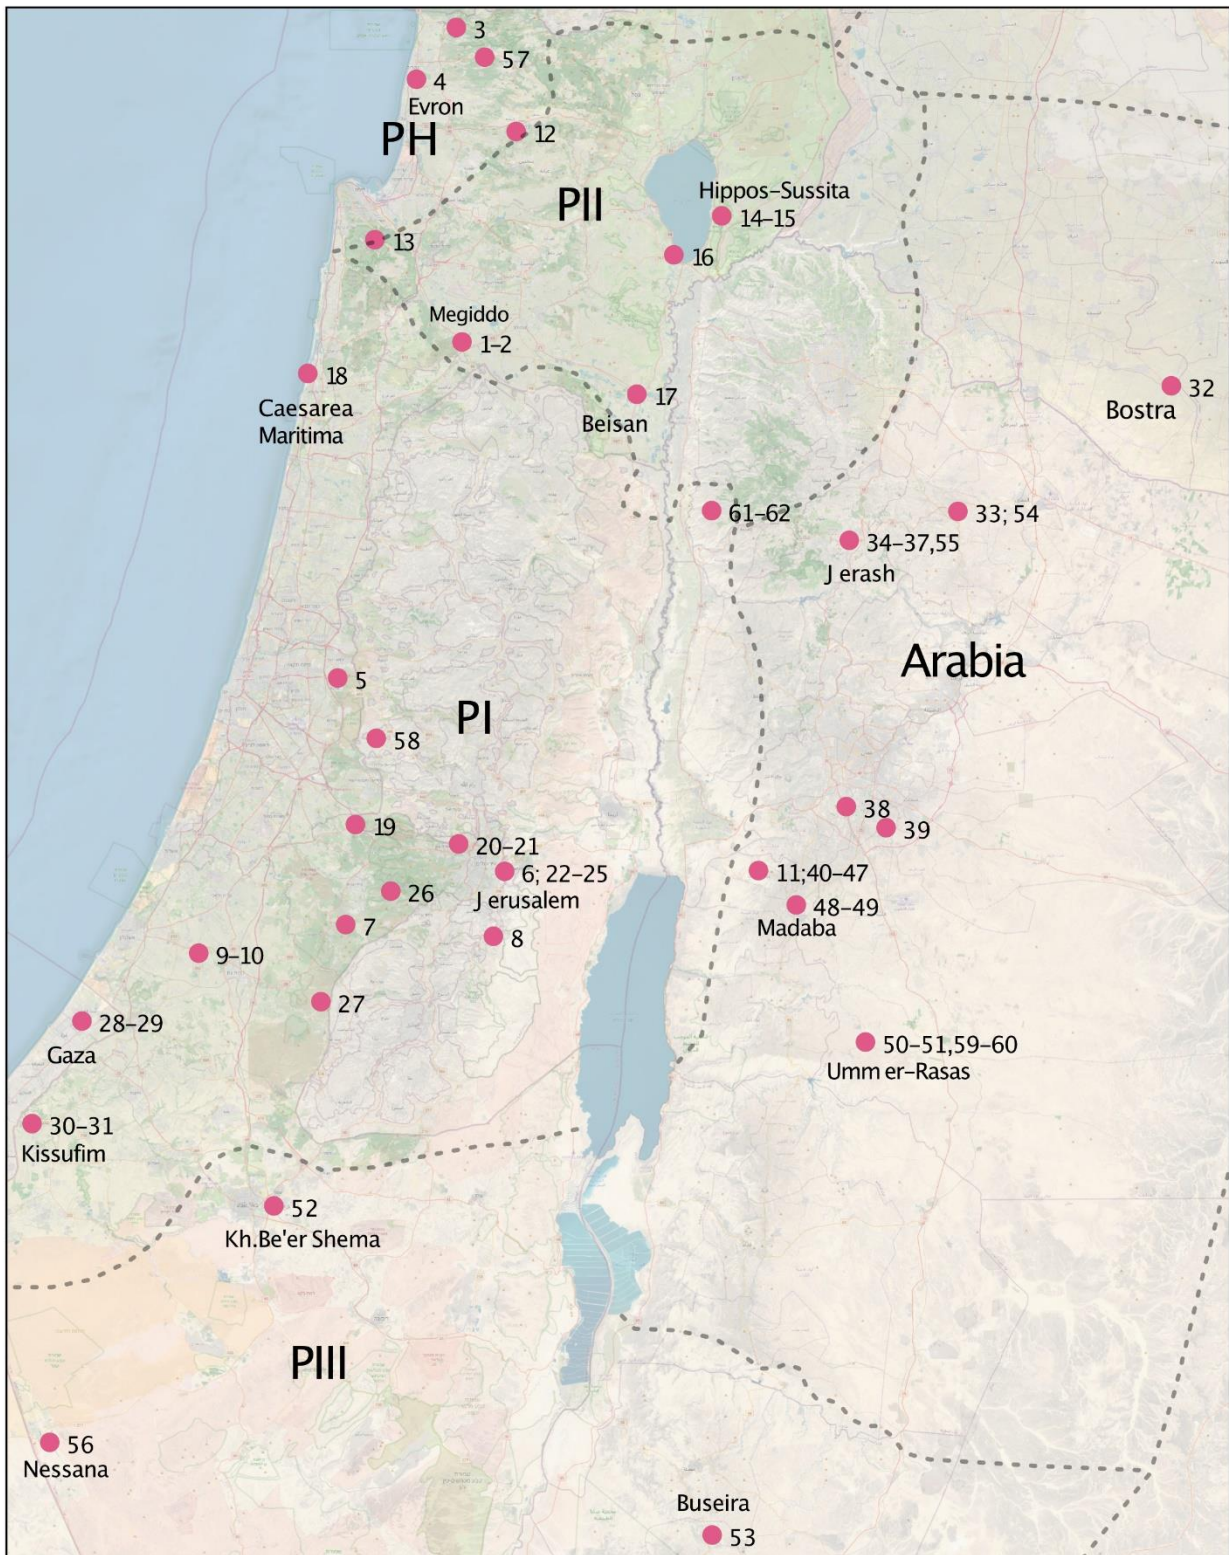 3
57
4
Evron
PH
12
PII
Hippos-Sussita
14-15
13
16
Megiddo
1-2
18
Caesarea
Maritima
17
Beisan
32
Bostra
61-62
33; 54
34-37,55
Jerash
Arabia
5
PI
58
38
39
19
20-21
6; 22-25
Jerusalem
11;40-47
26
48-49
Madaba
7
8
9-10
27
28-29
Gaza
50-51,59-60
Umm er-Rasas
30-31
Kissufim
52
Kh.Be'er Shema
PIII
56
Nessana
Buseira
53